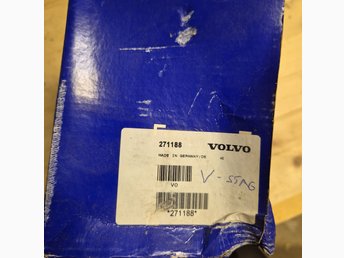 271188 VOLVO
MADE IN GERMANY/DE
VO
V - STAG
*271188*